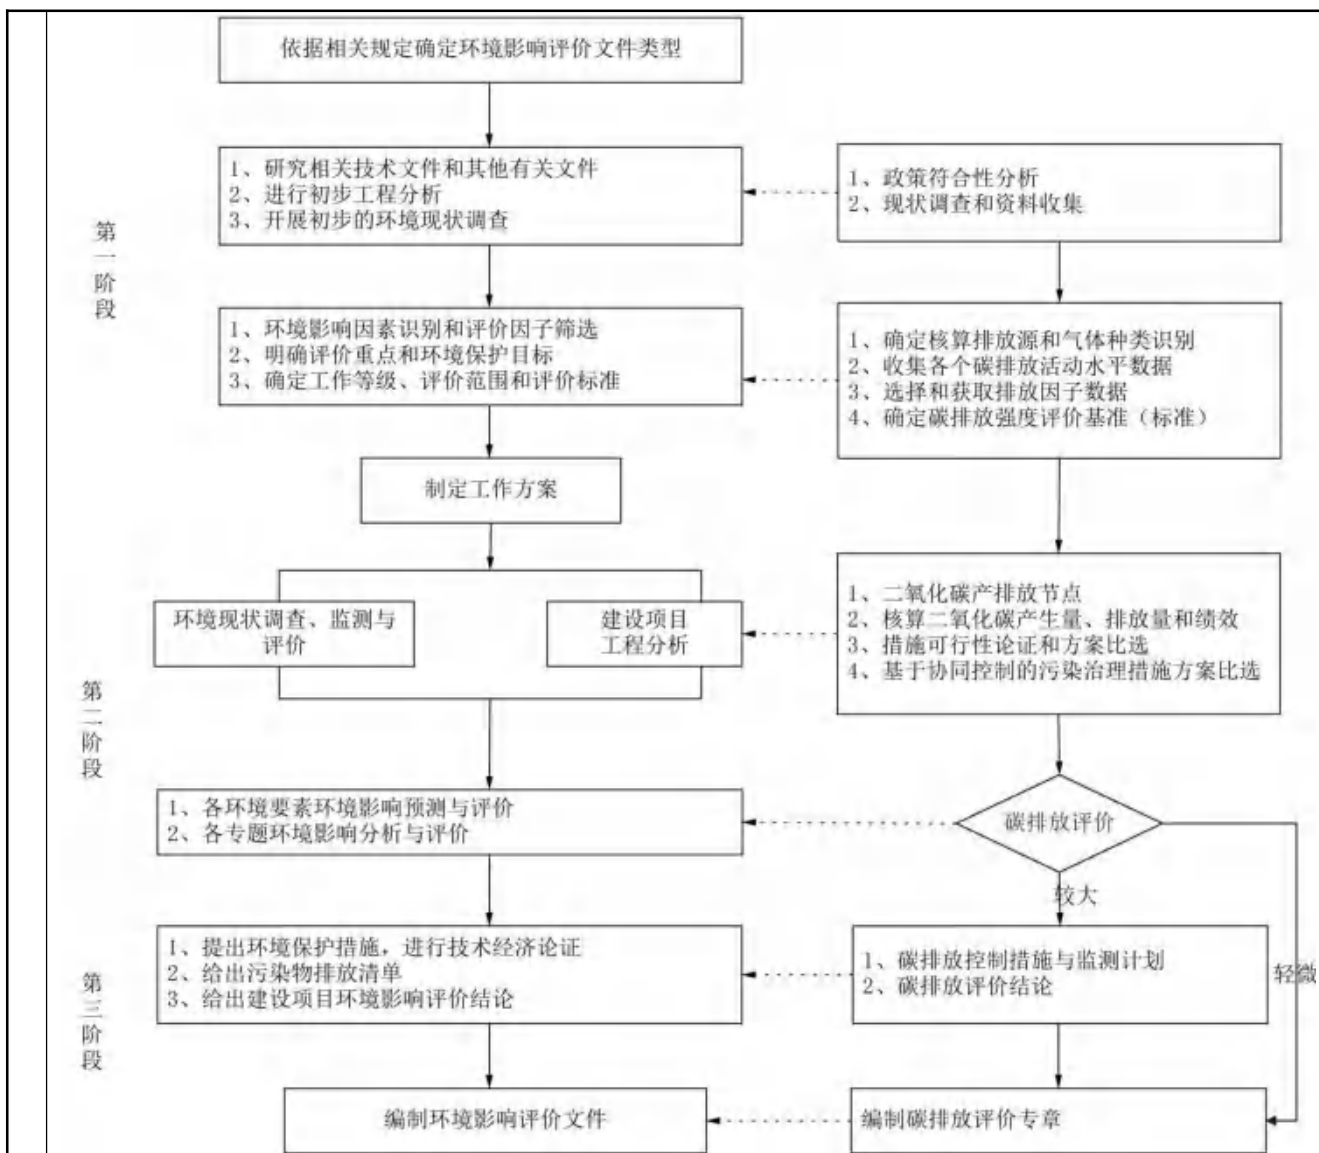 依据相关规定确定环境影响评价文件类型
第一阶段
1、研究相关技术文件和其他有关文件
2、进行初步工程分析
3、开展初步的环境现状调查
1、政策符合性分析
2、现状调查和资料收集
1、环境影响因素识别和评价因子筛选
2、明确评价重点和环境保护目标
3、确定工作等级、评价范围和评价标准
1、确定核算排放源和气体种类识别
2、收集各个碳排放活动水平数据
3、选择和获取排放因子数据
4、确定碳排放强度评价基准（标准）
制定工作方案
第二阶段
环境现状调查、监测与
评价
建设项目
工程分析
1、二氧化碳产排放节点
2、核算二氧化碳产生量、排放量和绩效
3、措施可行性论证和方案比选
4、基于协同控制的污染治理措施方案比选
1、各环境要素环境影响预测与评价
2、各专题环境影响分析与评价
碳排放评价
较大
轻微
第三阶段
1、提出环境保护措施，进行技术经济论证
2、给出污染物排放清单
3、给出建设项目环境影响评价结论
1、碳排放控制措施与监测计划
2、碳排放评价结论
编制环境影响评价文件
编制碳排放评价专章